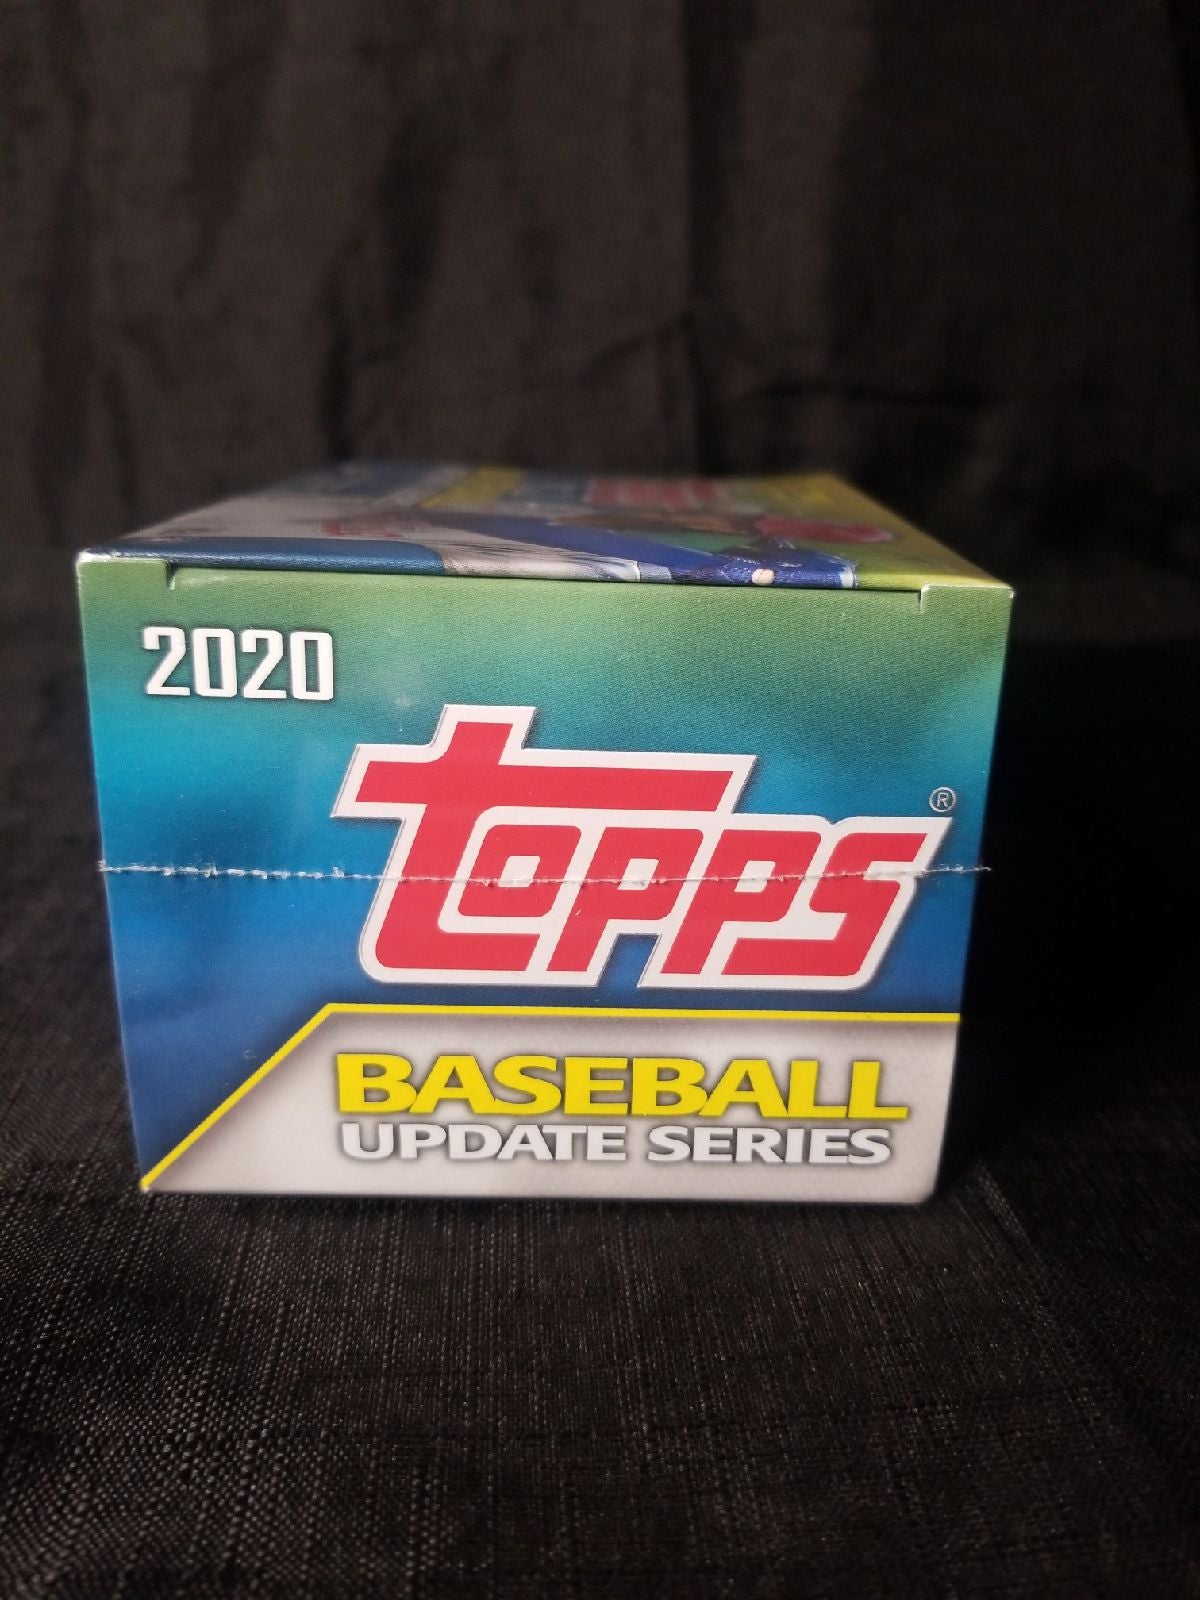 2020
Topps®
BASEBALL
UPDATE SERIES